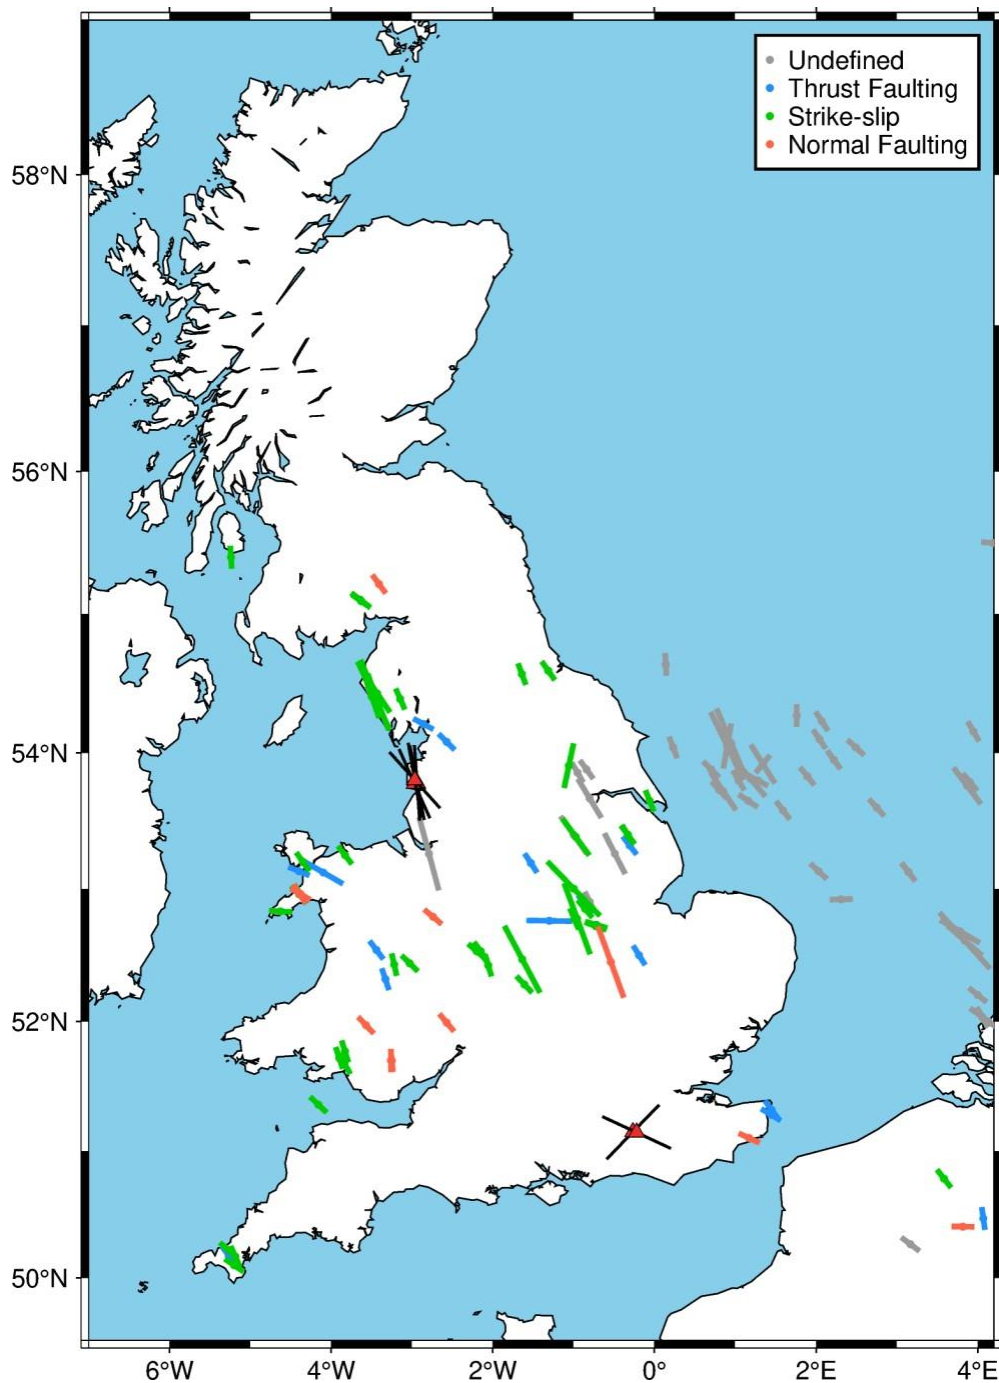 Undefined
Thrust Faulting
Strike-slip
Normal Faulting
58°N
56°N
54°N
52°N
50°N
6°W 4°W 2°W 0° 2°E 4°E